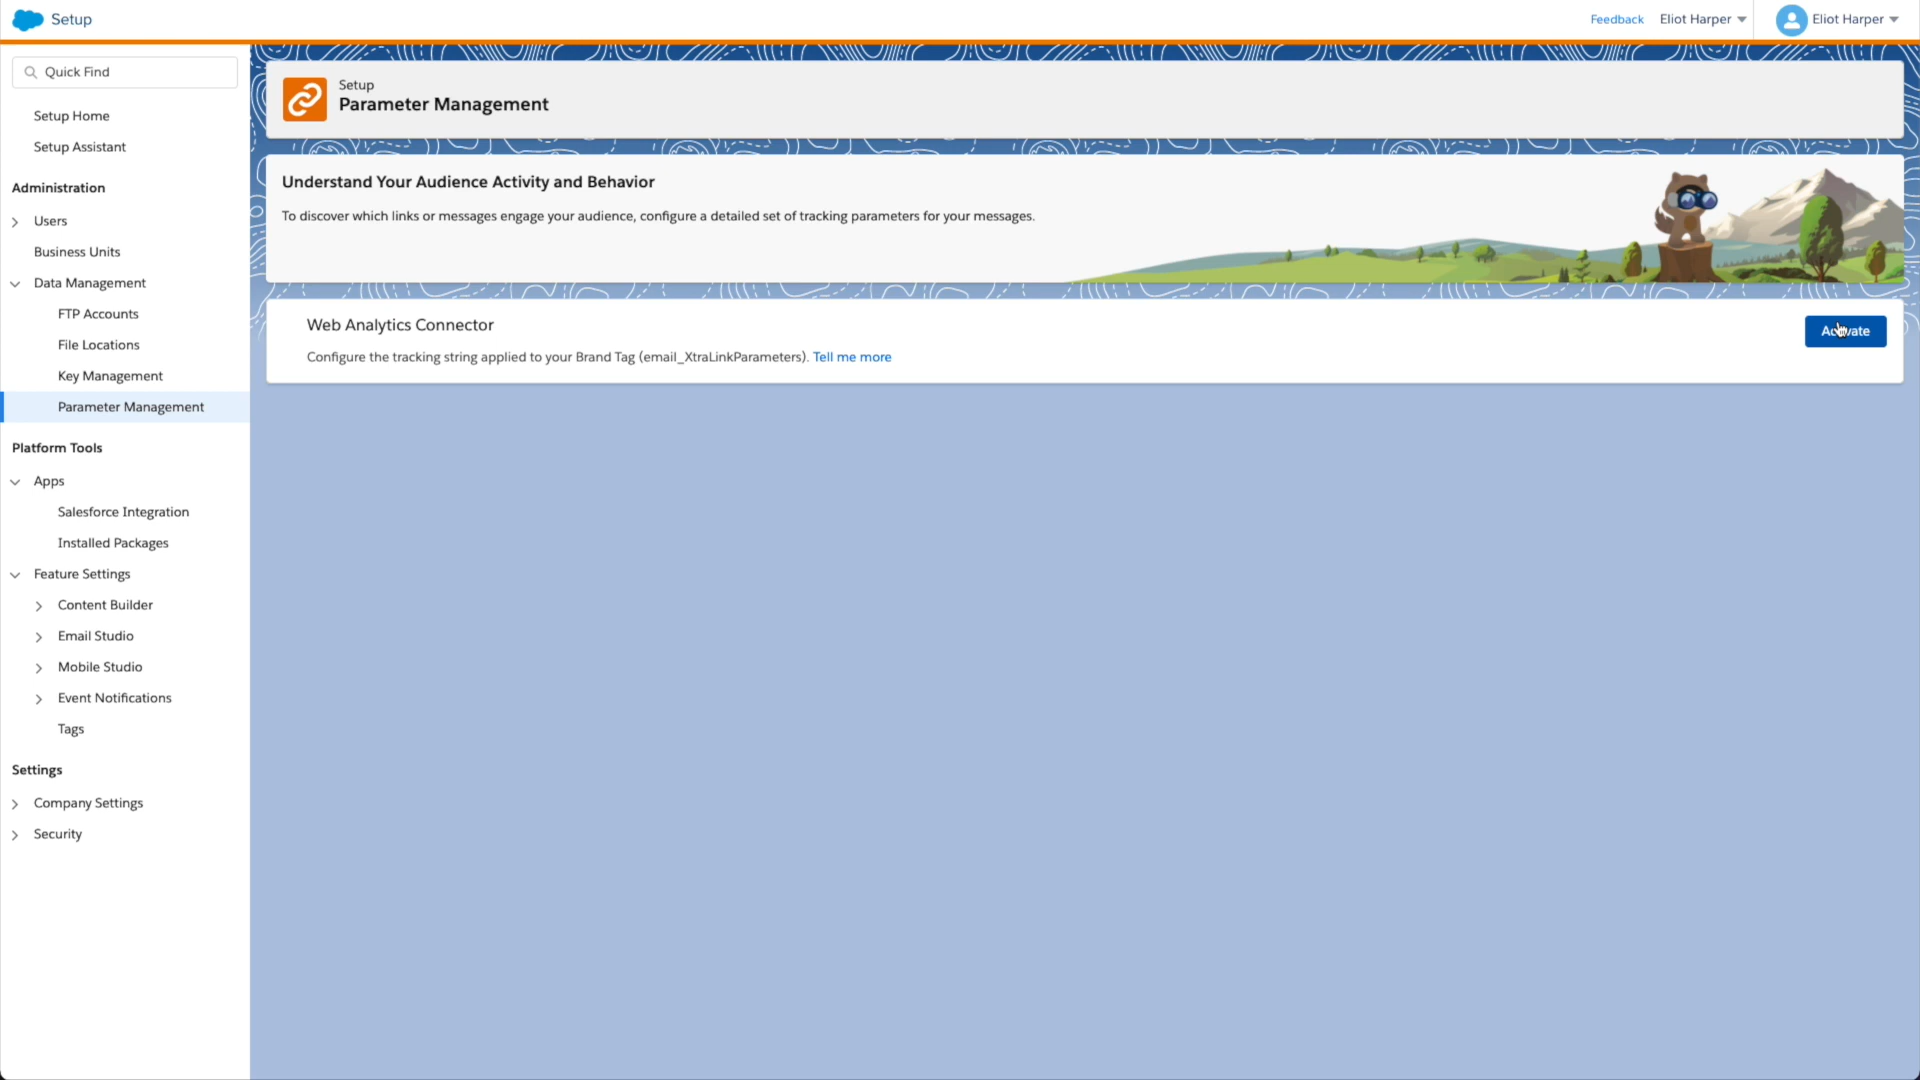 Setup
Feedback
Eliot Harper
Eliot Harper
Quick Find
Setup Home
Setup Assistant
Administration
Users
Business Units
Data Management
FTP Accounts
File Locations
Key Management
Parameter Management
Platform Tools
Apps
Salesforce Integration
Installed Packages
Feature Settings
Content Builder
Email Studio
Mobile Studio
Event Notifications
Tags
Settings
Company Settings
Security
Setup
Parameter Management
Understand Your Audience Activity and Behavior
To discover which links or messages engage your audience, configure a detailed set of tracking parameters for your messages.
Web Analytics Connector
Configure the tracking string applied to your Brand Tag (email_XtraLinkParameters). Tell me more
Activate